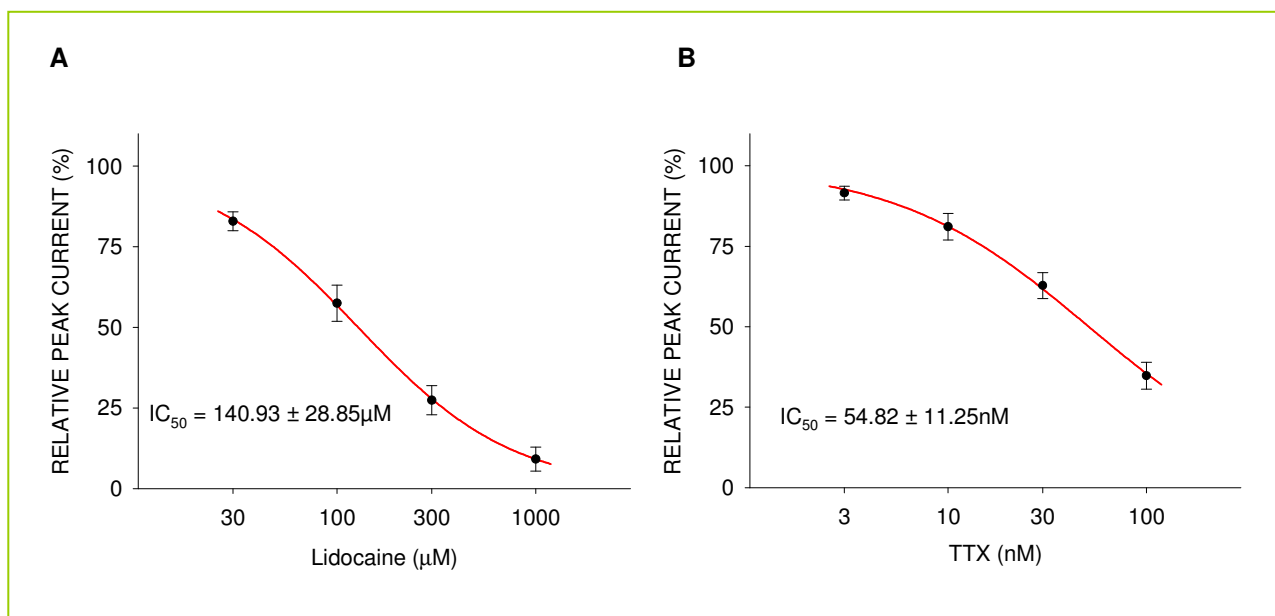 A
RELATIVE PEAK CURRENT (%)
100
75
50
25
0
IC50 = 140.93 ± 28.85µM
30 100 300 1000
Lidocaine (µM)
B
RELATIVE PEAK CURRENT (%)
100
75
50
25
0
IC50 = 54.82 ± 11.25nM
3 10 30 100
TTX (nM)